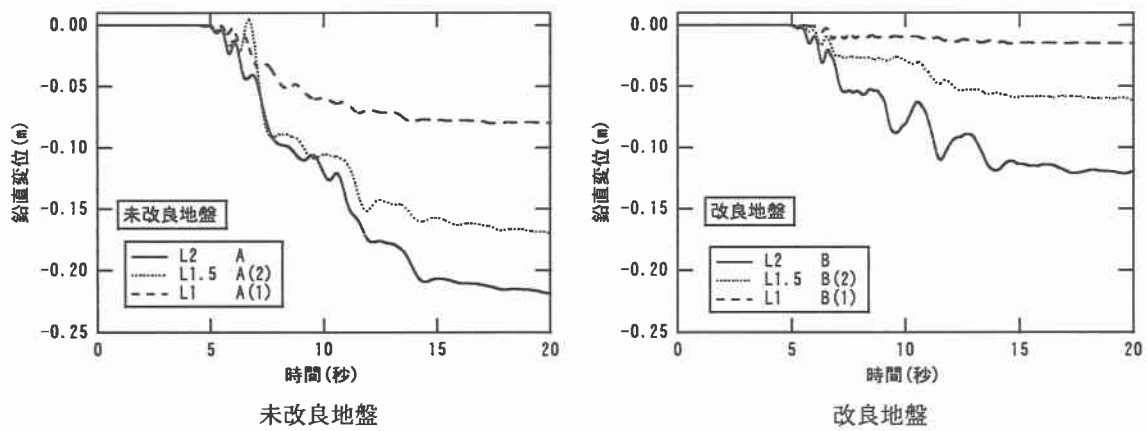 0.00
-0.05
-0.10
-0.15
-0.20
-0.25
鉛直変位(m)
未改良地盤
L2 A
L1.5 A(2)
L1 A(1)
0 5 10 15 20
時間(秒)
未改良地盤
0.00
-0.05
-0.10
-0.15
-0.20
-0.25
鉛直変位(m)
改良地盤
L2 B
L1.5 B(2)
L1 B(1)
0 5 10 15 20
時間(秒)
改良地盤